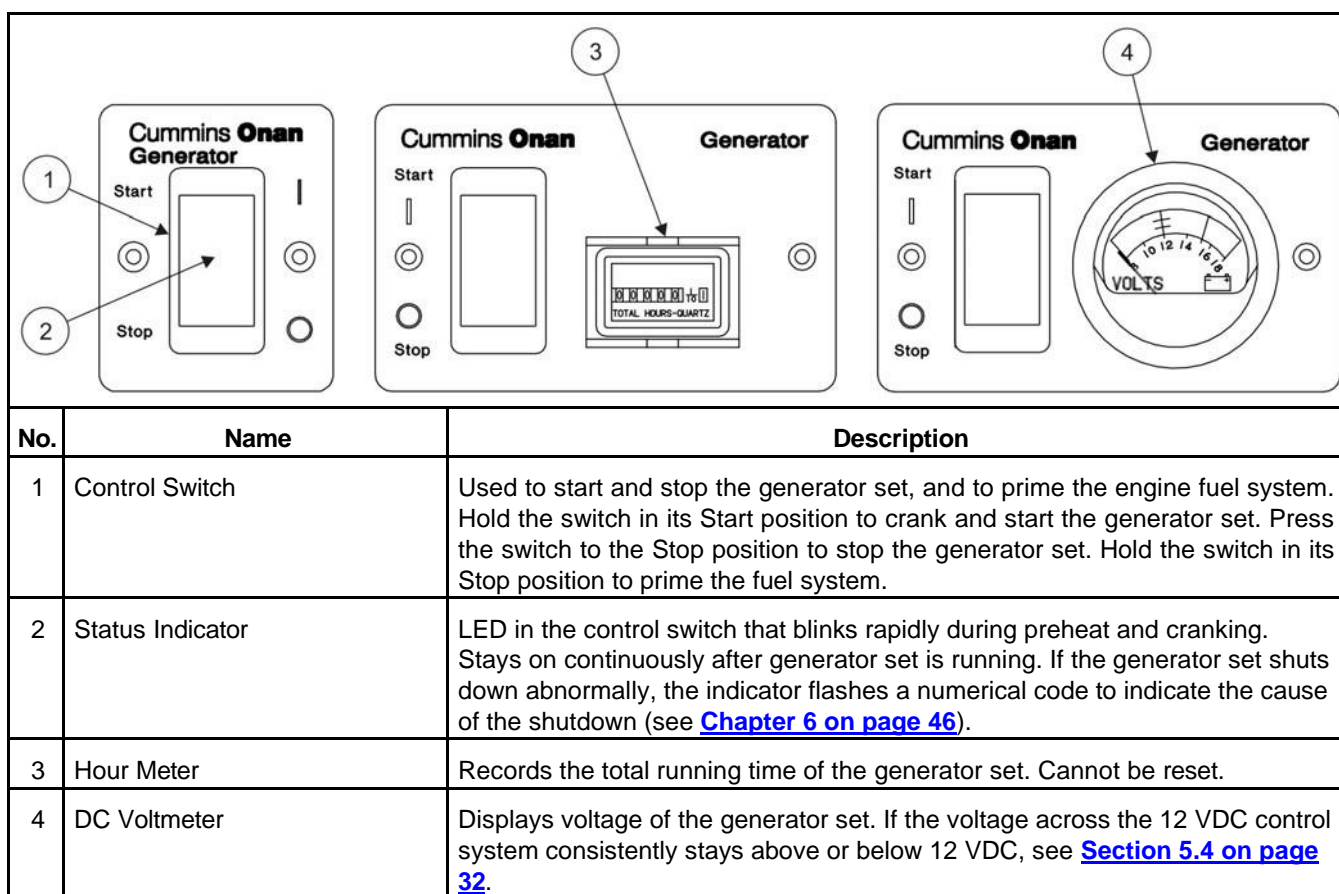 3
4
Cummins Onan
Generator
1
Start
2
Stop
Cummins Onan Generator
Start
00000 1/10 0
TOTAL HOURS-QUARTZ
Stop
Cummins Onan Generator
Start
8 10 12 14 16 18
VOLTS
Stop
No. Name Description
1 Control Switch Used to start and stop the generator set, and to prime the engine fuel system.
Hold the switch in its Start position to crank and start the generator set. Press
the switch to the Stop position to stop the generator set. Hold the switch in its
Stop position to prime the fuel system.
2 Status Indicator LED in the control switch that blinks rapidly during preheat and cranking.
Stays on continuously after generator set is running. If the generator set shuts
down abnormally, the indicator flashes a numerical code to indicate the cause
of the shutdown (see Chapter 6 on page 46).
3 Hour Meter Records the total running time of the generator set. Cannot be reset.
4 DC Voltmeter Displays voltage of the generator set. If the voltage across the 12 VDC control
system consistently stays above or below 12 VDC, see Section 5.4 on page
32.